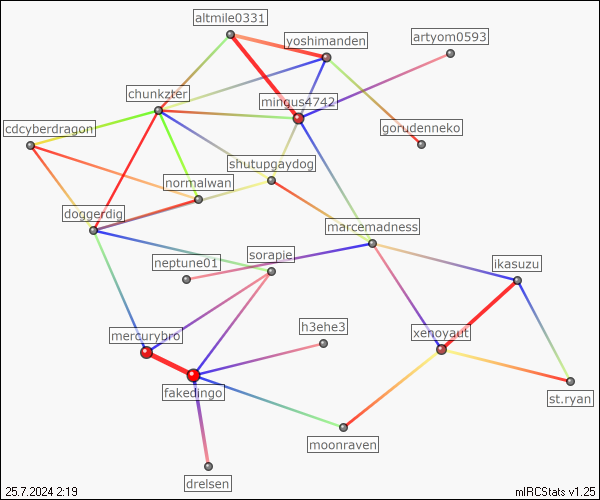 altmile0331
yoshimanden
artyom0593
chunkzter
mingus4742
cdcyberdragon
gorudenneko
shutupgaydog
normalwan
doggerdig
marcemadness
neptune01
sorapie
ikasuzu
mercurybro
h3ehe3
xenoyaut
fakedingo
st.ryan
moonraven
drelsen
25.7.2024 2:19
mIRCStats v1.25